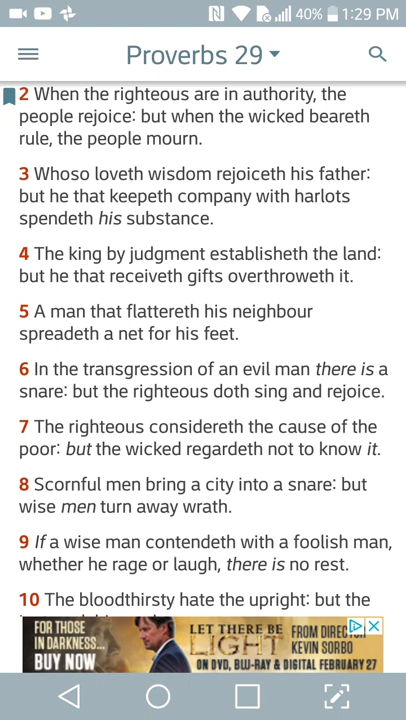 40% 1:29 PM
Proverbs 29
2 When the righteous are in authority, the
people rejoice: but when the wicked beareth
rule, the people mourn.
3 Whoso loveth wisdom rejoiceth his father:
but he that keepeth company with harlots
spendeth his substance.
4 The king by judgment establisheth the land:
but he that receiveth gifts overthroweth it.
5 A man that flattereth his neighbour
spreadeth a net for his feet.
6 In the transgression of an evil man there is a
snare: but the righteous doth sing and rejoice.
7 The righteous considereth the cause of the
poor: but the wicked regardeth not to know it.
8 Scornful men bring a city into a snare: but
wise men turn away wrath.
9 If a wise man contendeth with a foolish man,
whether he rage or laugh, there is no rest.
10 The bloodthirsty hate the upright: but the
FOR THOSE
IN DARKNESS...
BUY NOW
LET THERE BE
LIGHT
FROM
KEVIN SORBO
ON DVD, BLU-RAY & DIGITAL FEBRUARY 27